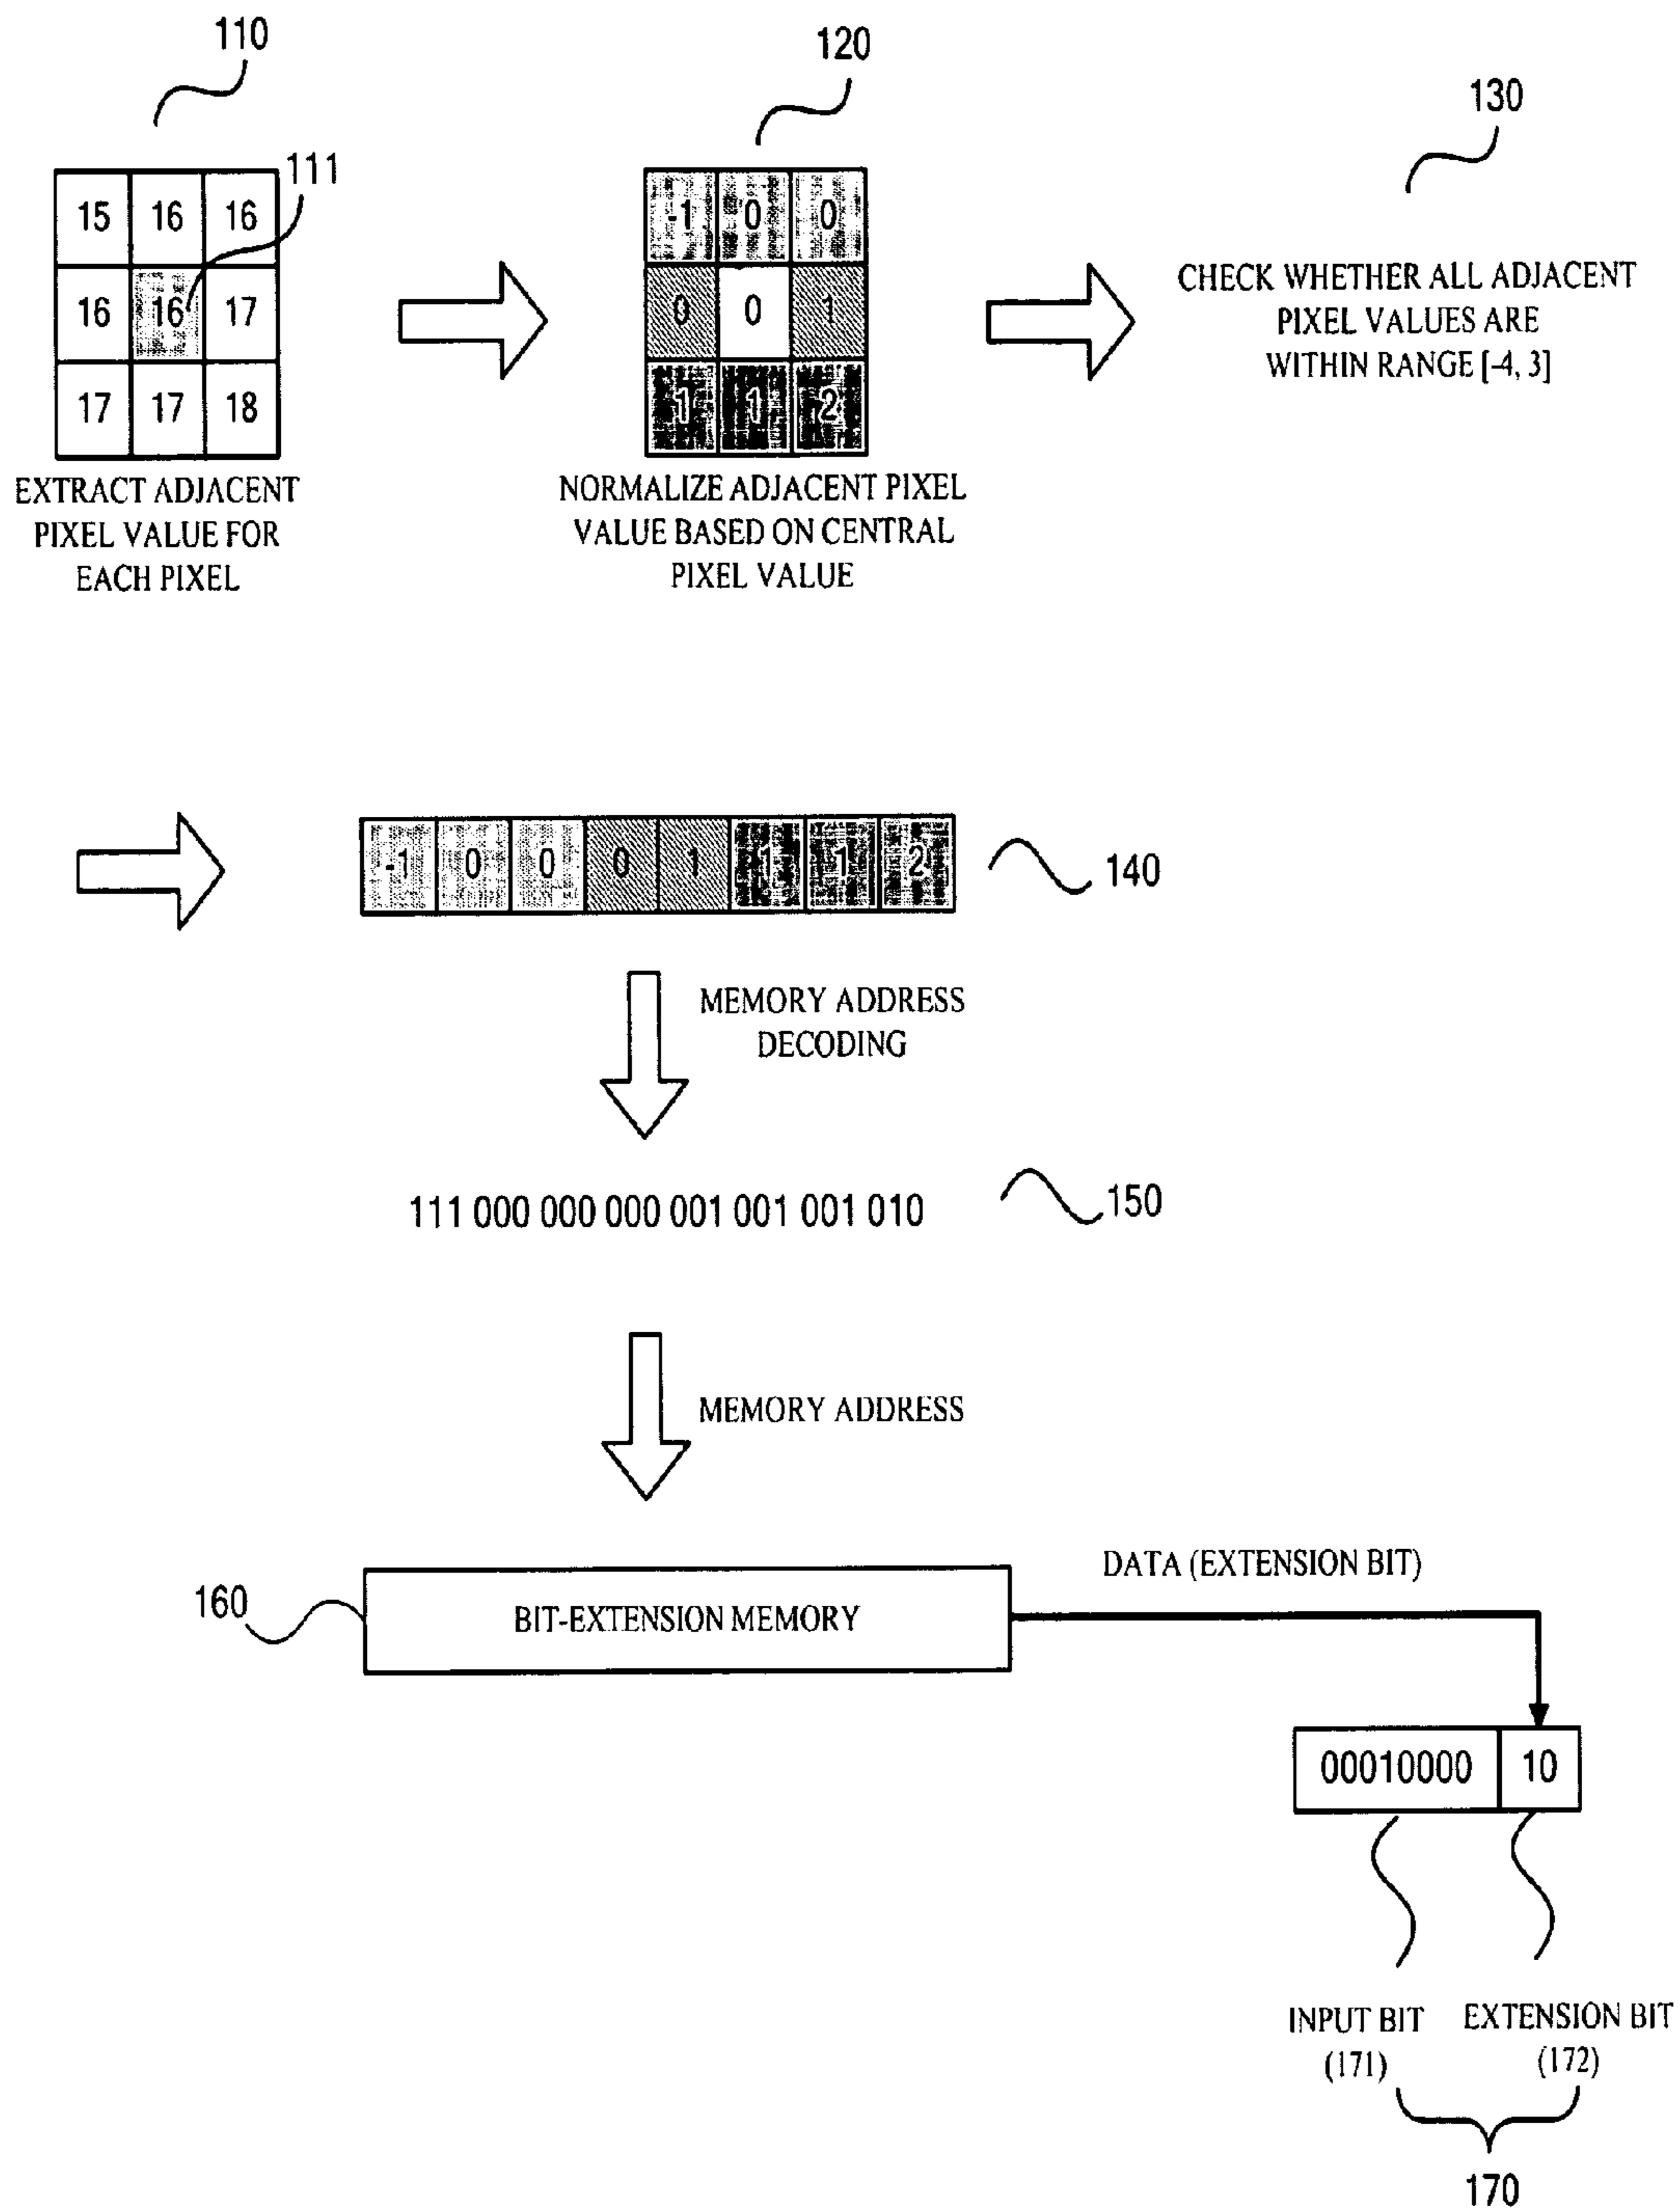 110
120
130
111
15 16 16
16 16 17
17 17 18
-1 0 0
0 0 1
1 1 2
CHECK WHETHER ALL ADJACENT
PIXEL VALUES ARE
WITHIN RANGE [-4, 3]
EXTRACT ADJACENT
PIXEL VALUE FOR
EACH PIXEL
NORMALIZE ADJACENT PIXEL
VALUE BASED ON CENTRAL
PIXEL VALUE
-1 0 0 0 1 1 1 2
140
MEMORY ADDRESS
DECODING
111 000 000 000 001 001 001 010
150
MEMORY ADDRESS
160
BIT-EXTENSION MEMORY
DATA (EXTENSION BIT)
00010000 10
INPUT BIT
(171)
EXTENSION BIT
(172)
170